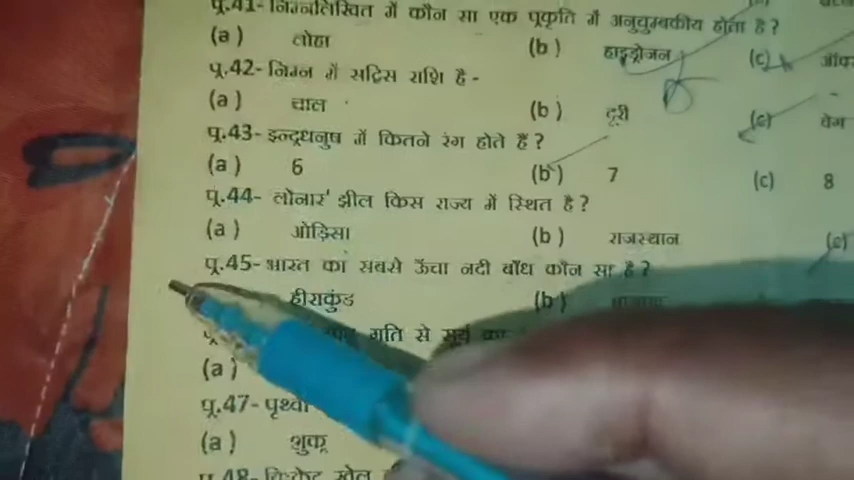 प्र.41- निम्नलिखित में कौन सा एक प्रकृति में अनुचुम्बकीय होता है?
(a) लोहा (b) हाइड्रोजन (c)
प्र.42- निम्न में सदिस राशि है-
(a) चाल (b) दूरी (c) वेग
प्र.43- इन्द्रधनुष में कितने रंग होते हैं?
(a) 6 (b) 7 (c) 8
प्र.44- लोनार' झील किस राज्य में स्थित है?
(a) ओड़िसा (b) राजस्थान (c)
प्र.45- भारत का सबसे ऊँचा नदी बाँध कौन सा है?
हीराकुंड (b)
गति से सूर्य
(a)
प्र.47- पृथ्वी
(a) शुक्र
प्र.48- क्रिकेट खेल